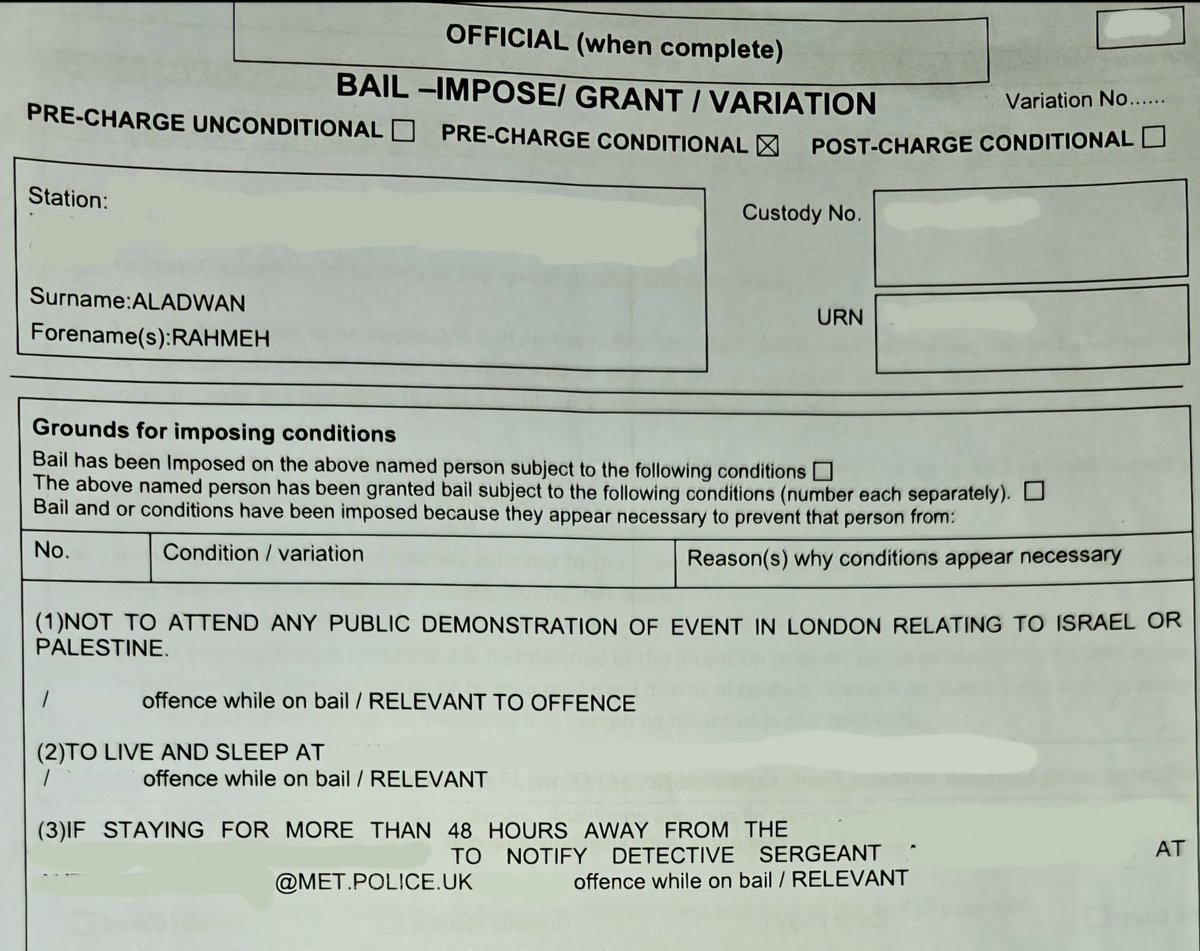 OFFICIAL (when complete)
BAIL –IMPOSE/ GRANT / VARIATION
Variation No......
PRE-CHARGE UNCONDITIONAL ☐ PRE-CHARGE CONDITIONAL ☒ POST-CHARGE CONDITIONAL ☐
Station:
Custody No.
Surname:ALADWAN
Forename(s):RAHMEH
URN
Grounds for imposing conditions
Bail has been Imposed on the above named person subject to the following conditions ☐
The above named person has been granted bail subject to the following conditions (number each separately). ☐
Bail and or conditions have been imposed because they appear necessary to prevent that person from:
No. Condition / variation Reason(s) why conditions appear necessary
(1)NOT TO ATTEND ANY PUBLIC DEMONSTRATION OF EVENT IN LONDON RELATING TO ISRAEL OR
PALESTINE.
/ offence while on bail / RELEVANT TO OFFENCE
(2)TO LIVE AND SLEEP AT
/ offence while on bail / RELEVANT
(3)IF STAYING FOR MORE THAN 48 HOURS AWAY FROM THE
TO NOTIFY DETECTIVE SERGEANT AT
@MET.POLICE.UK offence while on bail / RELEVANT